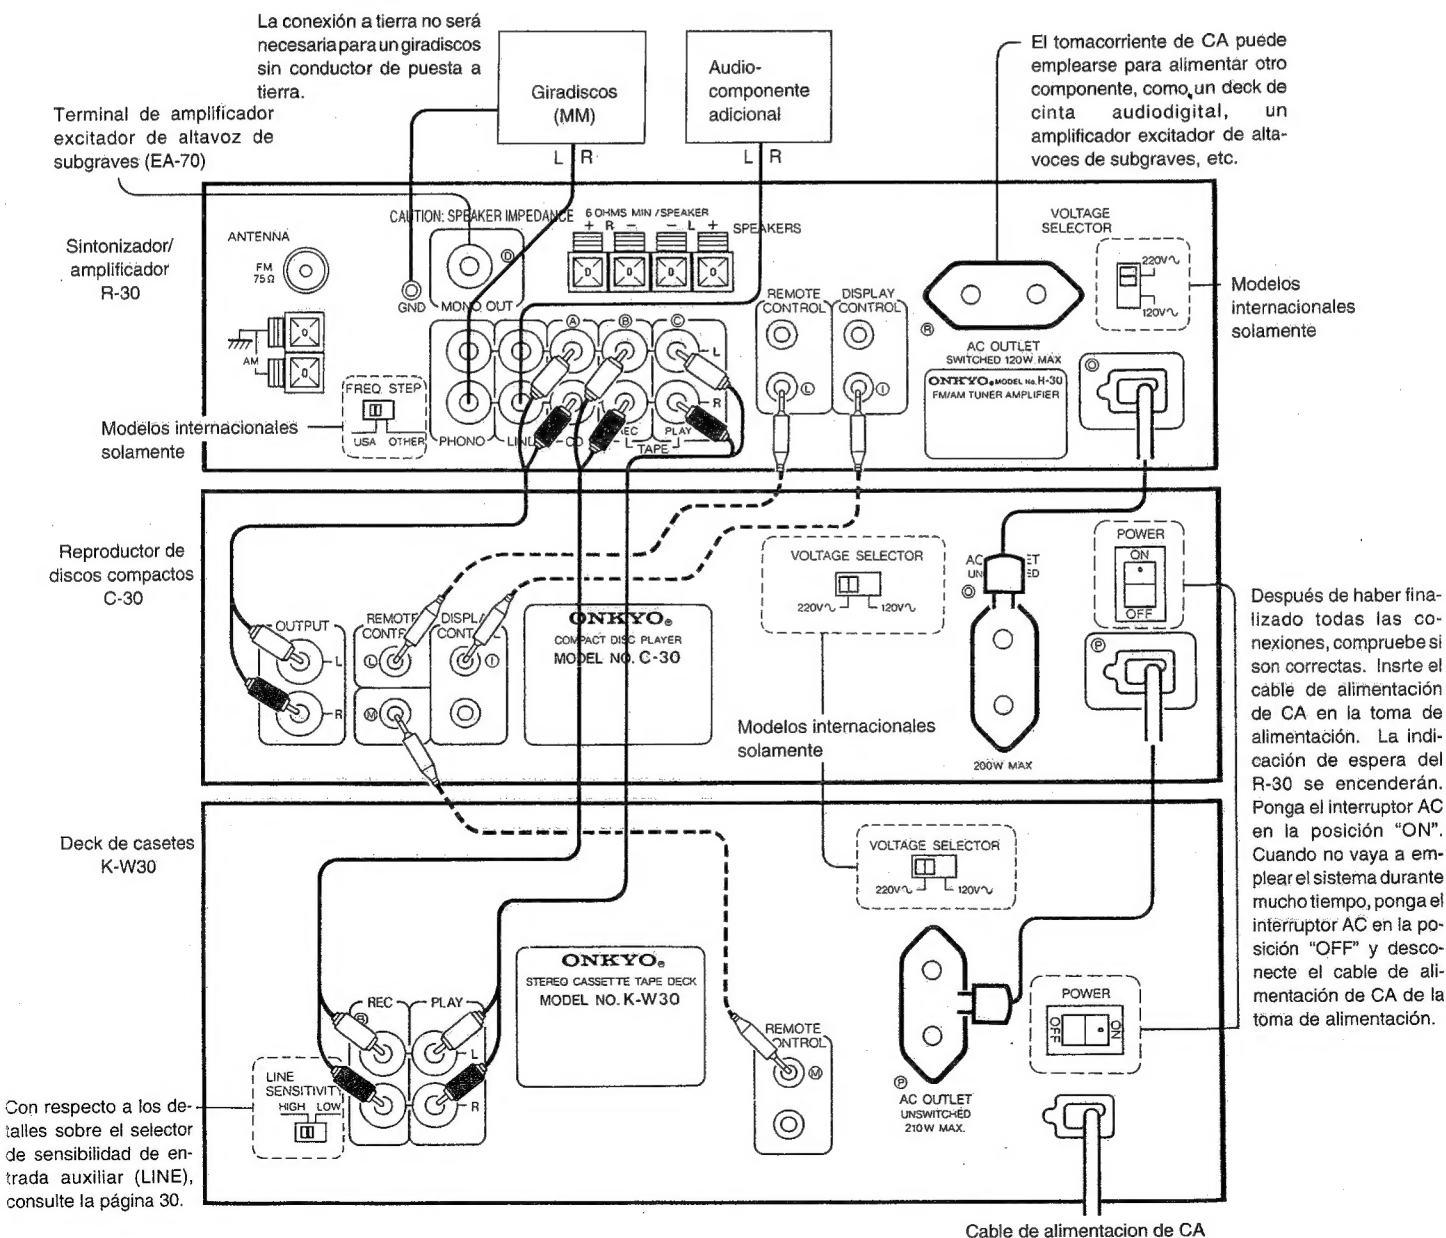 La conexión a tierra no será
necesaria para un giradiscos
sin conductor de puesta a
tierra.
Giradiscos
(MM)
L R
Audio-
componente
adicional
L R
El tomacorriente de CA puede
emplearse para alimentar otro
componente, como, un deck de
cinta audiodigital, un
amplificador excitador de alta-
voces de subgraves, etc.
Terminal de amplificador
excitador de altavoz de
subgraves (EA-70)
Sintonizador/
amplificador
R-30
ANTENNA
FM
75Ω
AM
CAUTION: SPEAKER IMPEDANCE 6 OHMS MIN /SPEAKER
+ R - - L + SPEAKERS
D
GND MONO OUT
A B C
L
R
PHONO LINE CD REC PLAY
TAPE
FREQ. STEP
USA OTHER
Modelos internacionales
solamente
REMOTE
CONTROL
L
DISPLAY
CONTROL
I
R
AC OUTLET
SWITCHED 120W MAX
ONKYO® MODEL No. H-30
FM/AM TUNER AMPLIFIER
VOLTAGE
SELECTOR
220V∿
120V∿
O
Modelos
internacionales
solamente
Reproductor de
discos compactos
C-30
OUTPUT
L
R
REMOTE
CONTR
L
M
DISPLA
CONTROL
I
ONKYO®
COMPACT DISC PLAYER
MODEL NO. C-30
VOLTAGE SELECTOR
220V∿ 120V∿
Modelos internacionales
solamente
AC ET
UN ED
O
200W MAX
POWER
ON
OFF
P
Después de haber fina-
lizado todas las co-
nexiones, compruebe si
son correctas. Insrte el
cable de alimentación
de CA en la toma de
alimentación. La indi-
cación de espera del
R-30 se encenderán.
Ponga el interruptor AC
en la posición “ON”.
Cuando no vaya a em-
plear el sistema durante
mucho tiempo, ponga el
interruptor AC en la po-
sición “OFF” y desco-
necte el cable de ali-
mentación de CA de la
toma de alimentación.
Deck de casetes
K-W30
VOLTAGE SELECTOR
220V∿ 120V∿
ONKYO®
STEREO CASSETTE TAPE DECK
MODEL NO. K-W30
REC PLAY
B
L
R
LINE
SENSITIVITY
HIGH LOW
Con respecto a los de-
talles sobre el selector
de sensibilidad de en-
trada auxiliar (LINE),
consulte la página 30.
REMOTE
ONTROL
M
P
AC OUTLET
UNSWITCHED
210W MAX.
POWER
OFF ON
Cable de alimentacion de CA